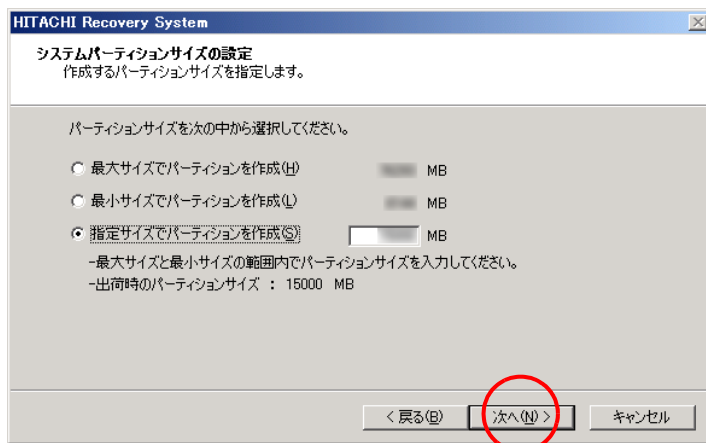 HITACHI Recovery System
システムパーティションサイズの設定
作成するパーティションサイズを指定します。
パーティションサイズを次の中から選択してください。
最大サイズでパーティションを作成(H) MB
最小サイズでパーティションを作成(L) MB
指定サイズでパーティションを作成(S) MB
-最大サイズと最小サイズの範囲内でパーティションサイズを入力してください。
-出荷時のパーティションサイズ : 15000 MB
< 戻る(B) 次へ(N) > キャンセル